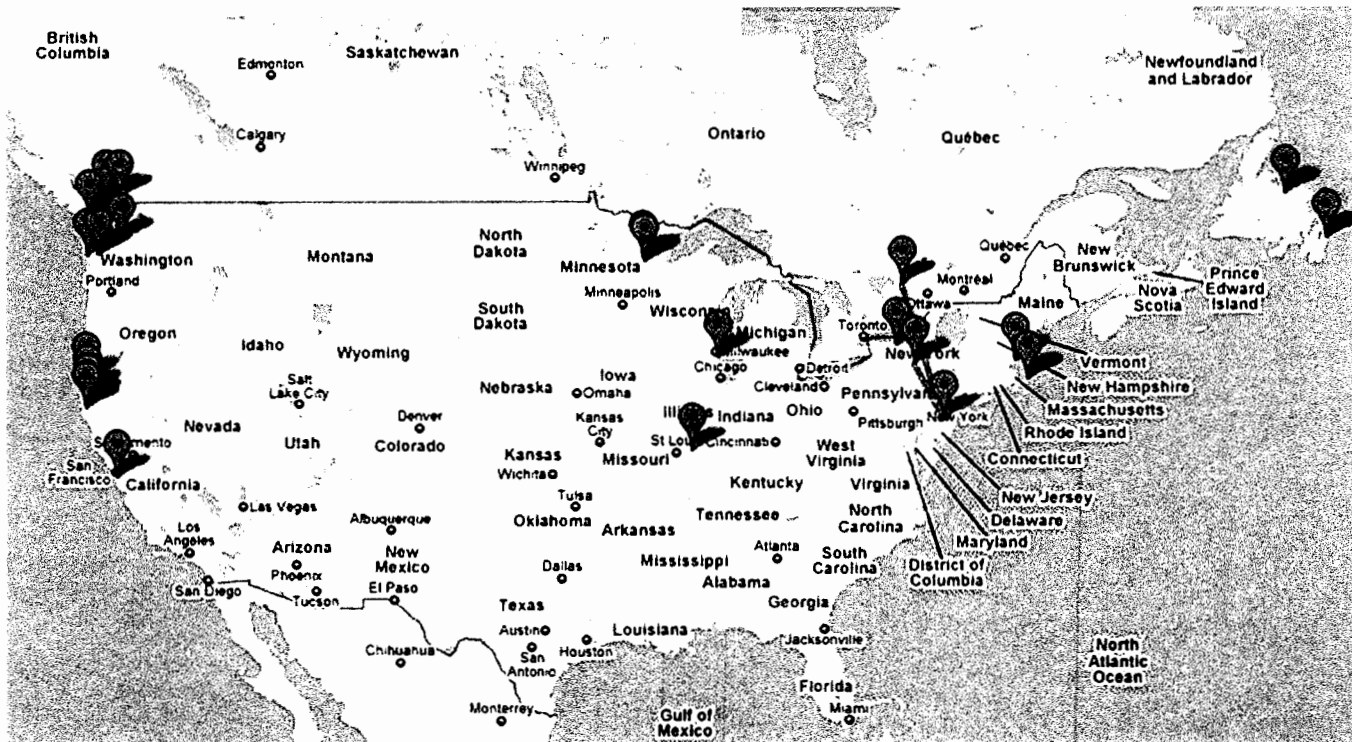 British
Columbia
Edmonton
Saskatchewan
Newfoundland
and Labrador
Calgary
Ontario
Québec
Winnipeg
Washington
Montana
North
Dakota
Minnesota
Québec
New
Brunswick
Prince
Edward
Island
Portland
Minneapolis
Montréal
Ottawa
Maine
Nova
Scotia
Oregon
South
Dakota
Wisconsin
Michigan
Toronto
Idaho
Wyoming
Milwaukee
New York
Vermont
Chicago
Detroit
New Hampshire
Salt
Lake City
Nebraska
Iowa
Omaha
Cleveland
Pennsylvania
Massachusetts
Nevada
Denver
Kansas
City
Illinois
Indiana
Ohio
Pittsburgh
New York
Rhode Island
Sacramento
Utah
Colorado
St Louis
Cincinnati
West
Virginia
Connecticut
San
Francisco
California
Kansas
Wichita
Missouri
Kentucky
Virginia
New Jersey
Las Vegas
Tulsa
Albuquerque
Oklahoma
Arkansas
Tennessee
North
Carolina
Delaware
Maryland
Los
Angeles
Arizona
New
Mexico
Mississippi
Atlanta
South
Carolina
District of
Columbia
Phoenix
Dallas
Alabama
San Diego
Tucson
El Paso
Texas
Georgia
Austin
Louisiana
Jacksonville
Chihuahua
San
Antonio
Houston
North
Atlantic
Ocean
Florida
Monterrey
Gulf of
Mexico
Miami